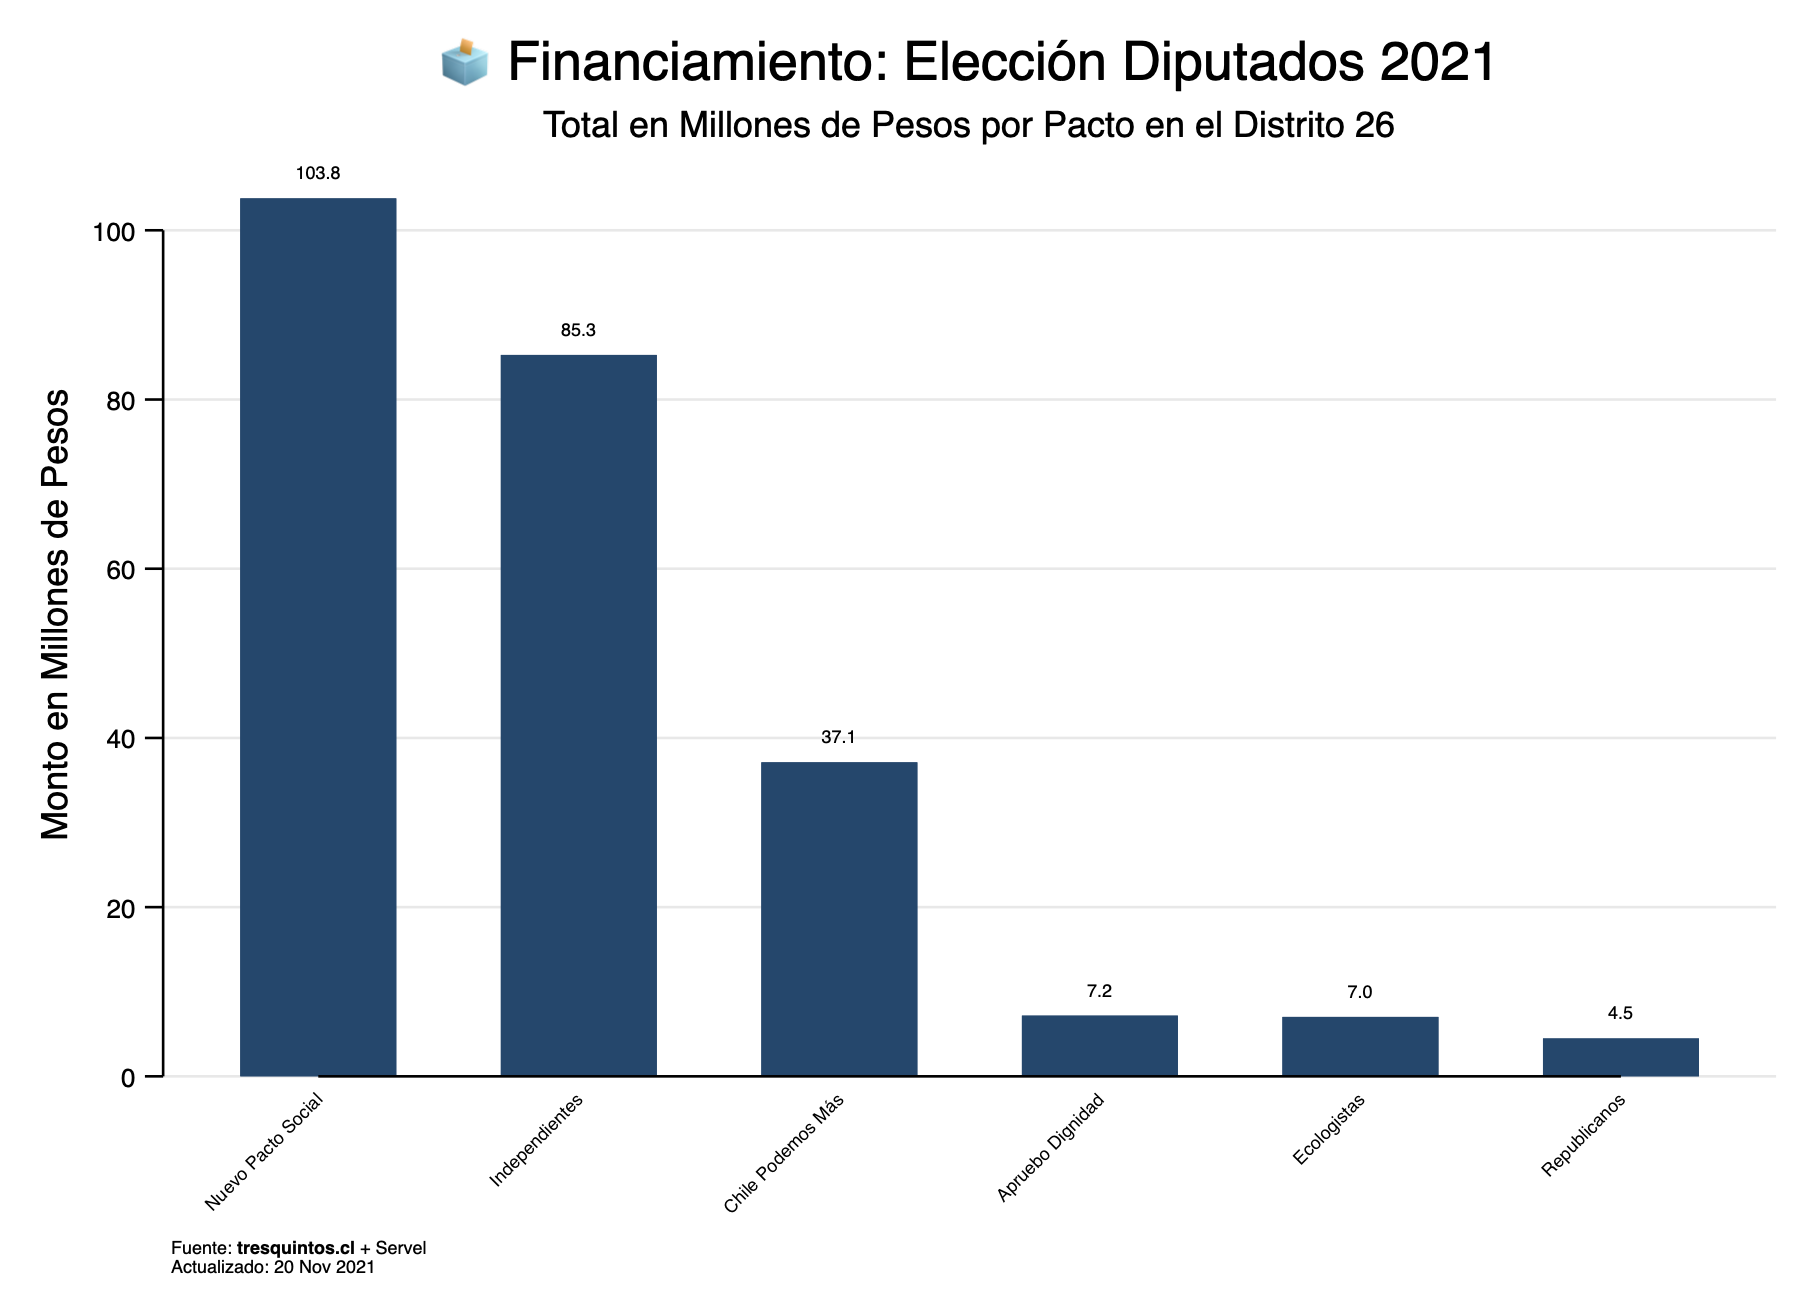 Financiamiento: Elección Diputados 2021
Total en Millones de Pesos por Pacto en el Distrito 26
Monto en Millones de Pesos
100
80
60
40
20
0
103.8
85.3
37.1
7.2
7.0
4.5
Nuevo Pacto Social
Independientes
Chile Podemos Más
Apruebo Dignidad
Ecologistas
Republicanos
Fuente: tresquintos.cl + Servel
Actualizado: 20 Nov 2021